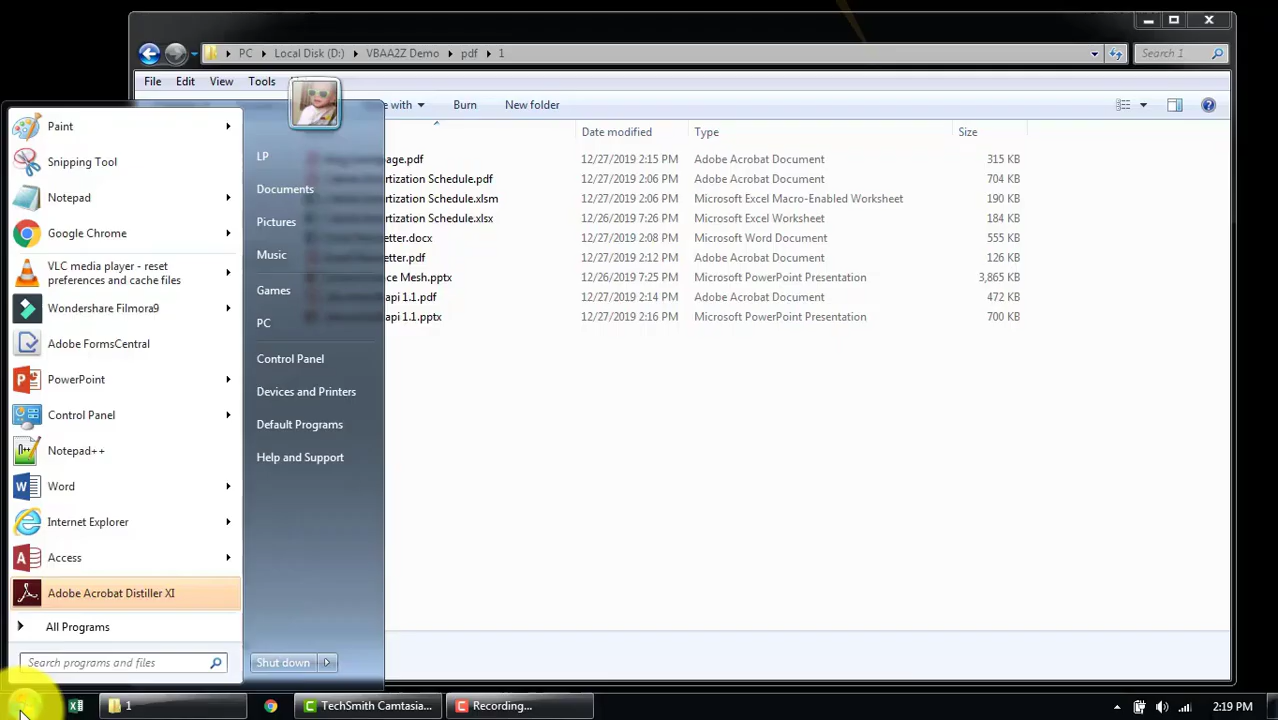 PC Local Disk (D:) VBAA2Z Demo pdf 1
Search 1
File Edit View Tools
with Burn New folder
Date modified Type Size
age.pdf 12/27/2019 2:15 PM Adobe Acrobat Document 315 KB
tization Schedule.pdf 12/27/2019 2:06 PM Adobe Acrobat Document 704 KB
tization Schedule.xlsm 12/27/2019 2:06 PM Microsoft Excel Macro-Enabled Worksheet 190 KB
tization Schedule.xlsx 12/26/2019 7:26 PM Microsoft Excel Worksheet 184 KB
etter.docx 12/27/2019 2:08 PM Microsoft Word Document 555 KB
etter.pdf 12/27/2019 2:12 PM Adobe Acrobat Document 126 KB
ce Mesh.pptx 12/26/2019 7:25 PM Microsoft PowerPoint Presentation 3,865 KB
api 1.1.pdf 12/27/2019 2:14 PM Adobe Acrobat Document 472 KB
api 1.1.pptx 12/27/2019 2:16 PM Microsoft PowerPoint Presentation 700 KB
Paint
Snipping Tool
Notepad
Google Chrome
VLC media player - reset
preferences and cache files
Wondershare Filmora9
Adobe FormsCentral
PowerPoint
Control Panel
Notepad++
Word
Internet Explorer
Access
Adobe Acrobat Distiller XI
All Programs
Search programs and files
LP
Documents
Pictures
Music
Games
PC
Control Panel
Devices and Printers
Default Programs
Help and Support
Shut down
1
TechSmith Camtasia...
Recording...
2:19 PM